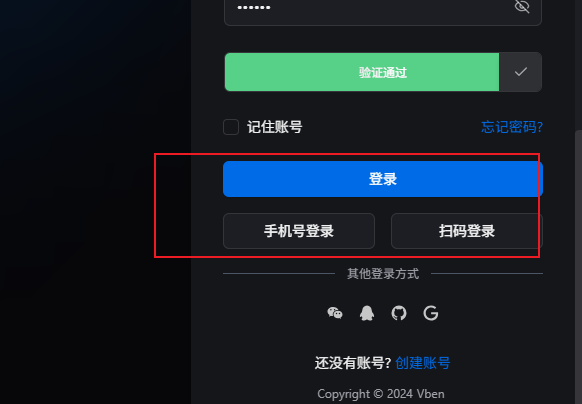 ••••••
验证通过
记住账号 忘记密码?
登录
手机号登录 扫码登录
其他登录方式
还没有账号? 创建账号
Copyright © 2024 Vben